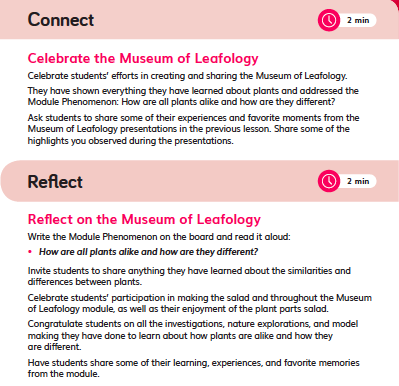 Connect
2 min
Celebrate the Museum of Leafology
Celebrate students' efforts in creating and sharing the Museum of Leafology.
They have shown everything they have learned about plants and addressed the
Module Phenomenon: How are all plants alike and how are they different?
Ask students to share some of their experiences and favorite moments from the
Museum of Leafology presentations in the previous lesson. Share some of the
highlights you observed during the presentations.
Reflect
2 min
Reflect on the Museum of Leafology
Write the Module Phenomenon on the board and read it aloud:
• How are all plants alike and how are they different?
Invite students to share anything they have learned about the similarities and
differences between plants.
Celebrate students' participation in making the salad and throughout the Museum
of Leafology module, as well as their enjoyment of the plant parts salad.
Congratulate students on all the investigations, nature explorations, and model
making they have done to learn about how plants are alike and how they
are different.
Have students share some of their learning, experiences, and favorite memories
from the module.